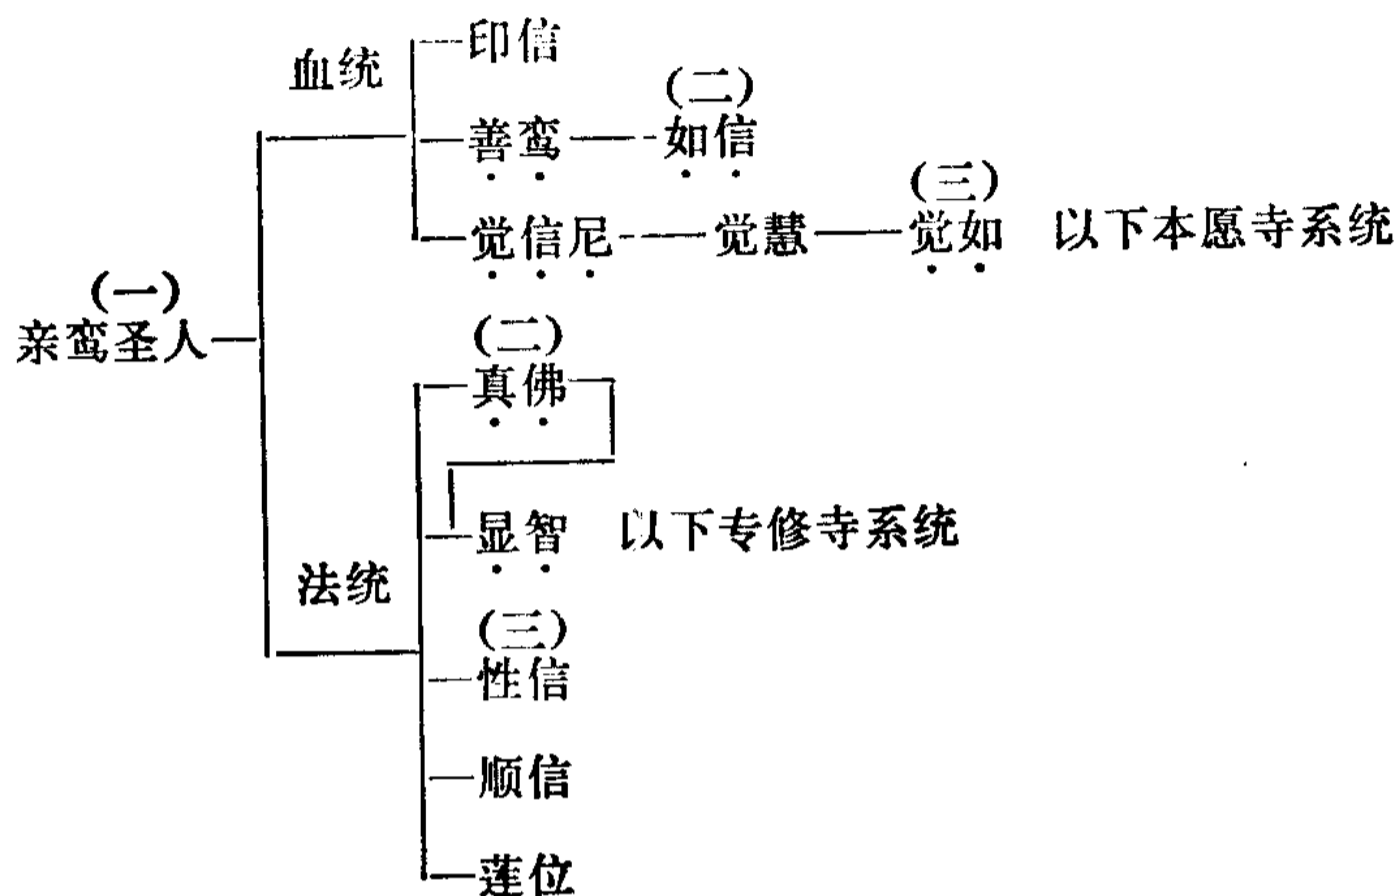 血统
印信
(二)
善鸾 如信
(三)
觉信尼 觉慧 觉如 以下本愿寺系统
(一)
亲鸾圣人
(二)
真佛
显智 以下专修寺系统
法统
(三)
性信
顺信
莲位